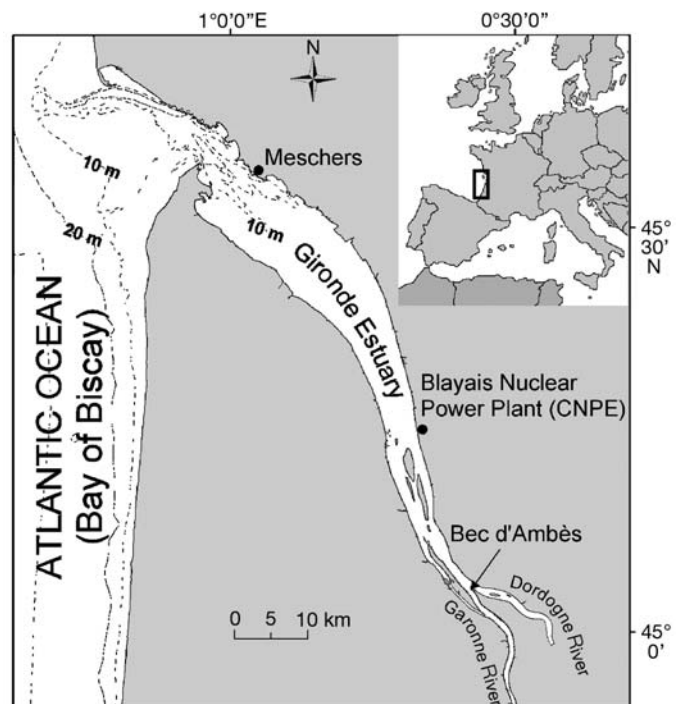 1°0'0"E
0°30.0"E
N
Meschers
10 m
20 m
10 m
45°
30'
N
Gironde Estuary
ATLANTIC OCEAN
(Bay of Biscay)
Blayais Nuclear
Power Plant (CNPE)
Bec d'Ambès
Dordogne River
Garonne River
0 5 10 km
45°
0'